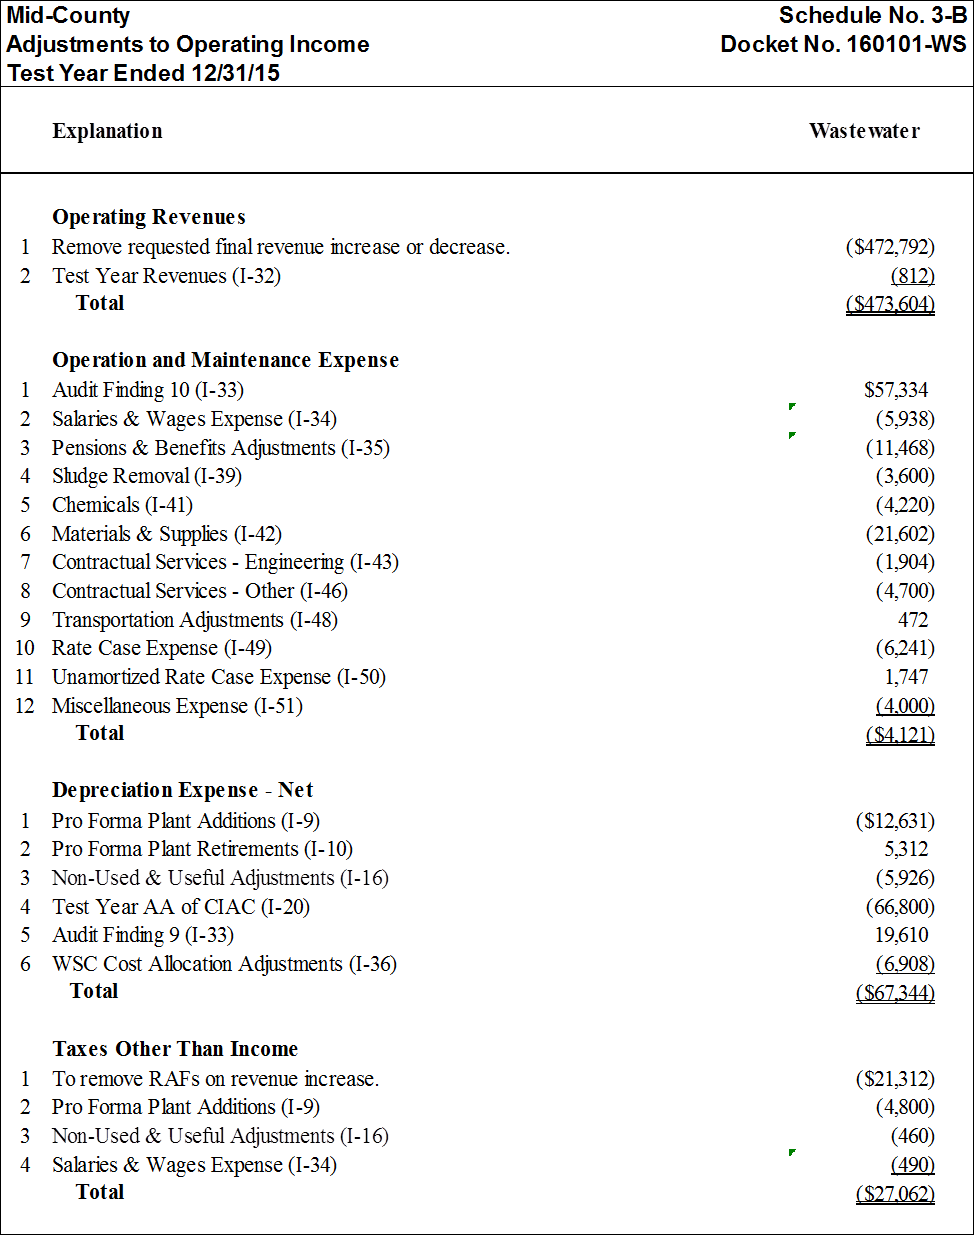 Mid-County Schedule No. 3-B
Adjustments to Operating Income Docket No. 160101-WS
Test Year Ended 12/31/15
Explanation Wastewater
Operating Revenues
1 Remove requested final revenue increase or decrease. ($472,792)
2 Test Year Revenues (I-32) (812)
Total ($473,604)
Operation and Maintenance Expense
1 Audit Finding 10 (I-33) $57,334
2 Salaries & Wages Expense (I-34) (5,938)
3 Pensions & Benefits Adjustments (I-35) (11,468)
4 Sludge Removal (I-39) (3,600)
5 Chemicals (I-41) (4,220)
6 Materials & Supplies (I-42) (21,602)
7 Contractual Services - Engineering (I-43) (1,904)
8 Contractual Services - Other (I-46) (4,700)
9 Transportation Adjustments (I-48) 472
10 Rate Case Expense (I-49) (6,241)
11 Unamortized Rate Case Expense (I-50) 1,747
12 Miscellaneous Expense (I-51) (4,000)
Total ($4,121)
Depreciation Expense - Net
1 Pro Forma Plant Additions (I-9) ($12,631)
2 Pro Forma Plant Retirements (I-10) 5,312
3 Non-Used & Useful Adjustments (I-16) (5,926)
4 Test Year AA of CIAC (I-20) (66,800)
5 Audit Finding 9 (I-33) 19,610
6 WSC Cost Allocation Adjustments (I-36) (6,908)
Total ($67,344)
Taxes Other Than Income
1 To remove RAFs on revenue increase. ($21,312)
2 Pro Forma Plant Additions (I-9) (4,800)
3 Non-Used & Useful Adjustments (I-16) (460)
4 Salaries & Wages Expense (I-34) (490)
Total ($27,062)